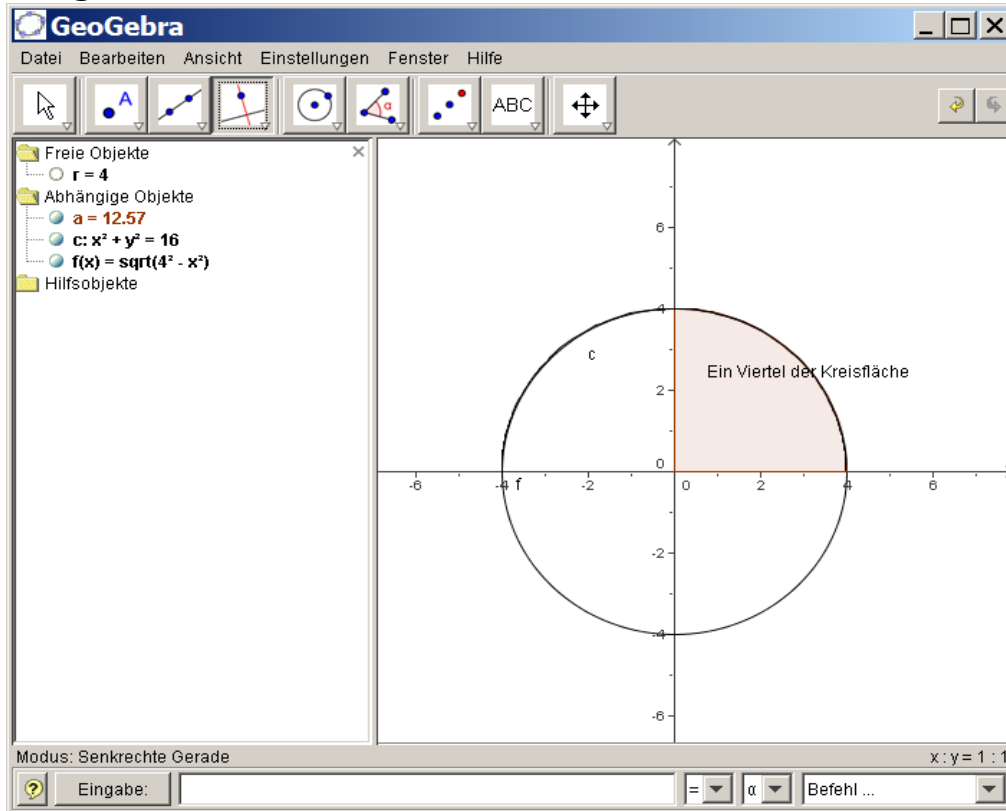 GeoGebra
Datei Bearbeiten Ansicht Einstellungen Fenster Hilfe
A α ABC
Freie Objekte
r = 4
Abhängige Objekte
a = 12.57
c: x² + y² = 16
f(x) = sqrt(4² - x²)
Hilfsobjekte
6
4
c
Ein Viertel der Kreisfläche
2
0
-6 -4 f -2 0 2 4 6
-2
-4
-6
Modus: Senkrechte Gerade x : y = 1 : 1
Eingabe: = α Befehl ...